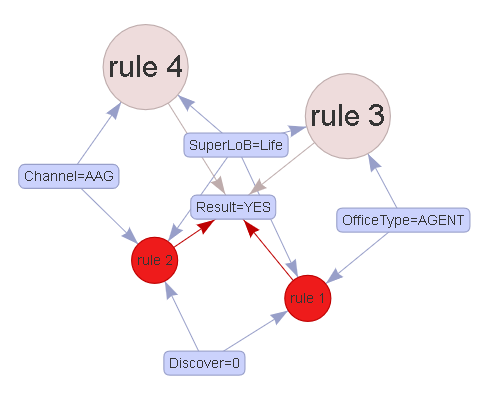 rule 4
rule 3
SuperLoB=Life
Channel=AAG
Result=YES
OfficeType=AGENT
rule 2
rule 1
Discover=0